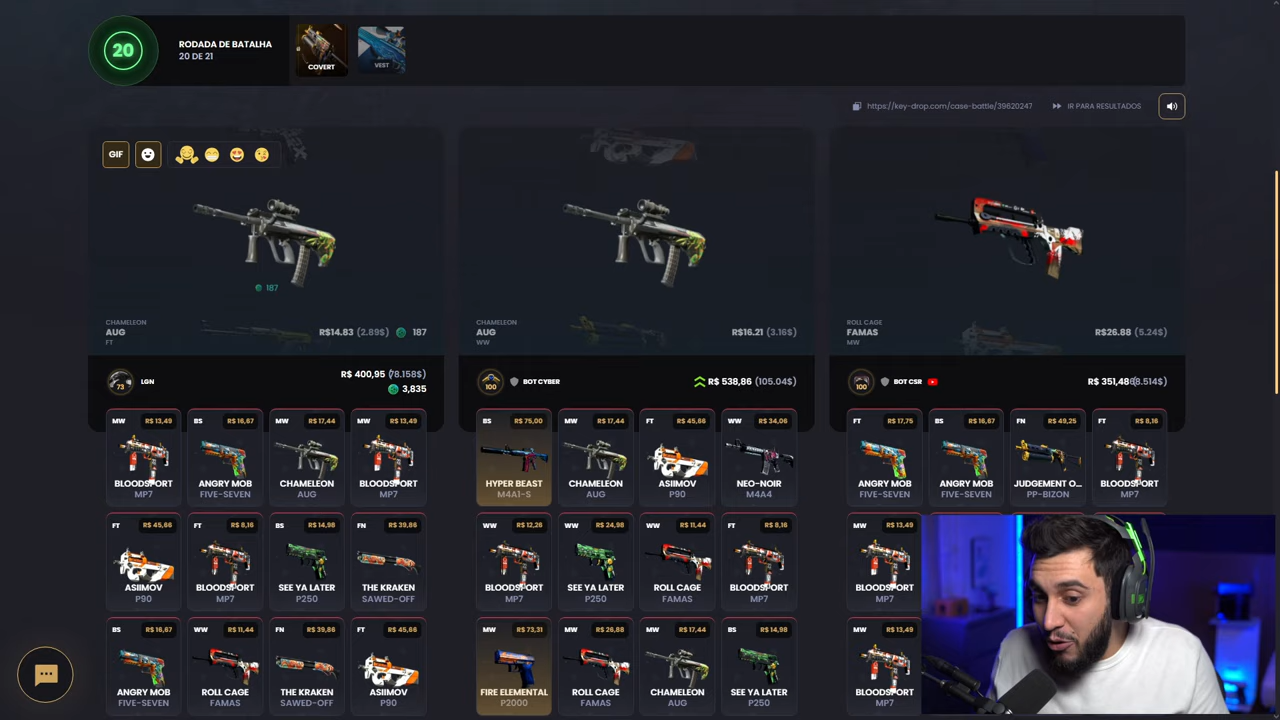 20
RODADA DE BATALHA
20 DE 21
COVERT
VEST
https://key-drop.com/case-battle/39620247
IR PARA RESULTADOS
GIF
187
CHAMELEON
AUG
FT
R$14.83 (2.89$) 187
CHAMELEON
AUG
WW
R$16.21 (3.16$)
ROLL CAGE
FAMAS
MW
R$26.88 (5.24$)
73
LGN
R$ 400,95 (78.158$)
3,835
100
BOT CYBER
R$ 538,86 (105.04$)
100
BOT CSR
R$ 351,48
MW R$ 13,49
BLOODSPORT
MP7
BS R$ 16,67
ANGRY MOB
FIVE-SEVEN
MW R$ 17,44
CHAMELEON
AUG
MW R$ 13,49
BLOODSPORT
MP7
BS R$ 75,00
HYPER BEAST
M4A1-S
MW R$ 17,44
CHAMELEON
AUG
FT R$ 45,66
ASIIMOV
P90
WW R$ 34,06
NEO-NOIR
M4A4
FT R$ 17,75
ANGRY MOB
FIVE-SEVEN
BS R$ 16,67
ANGRY MOB
FIVE-SEVEN
FN R$ 49,25
JUDGEMENT O...
PP-BIZON
FT R$ 8,16
BLOODSPORT
MP7
FT R$ 45,66
ASIIMOV
P90
FT R$ 8,16
BLOODSPORT
MP7
BS R$ 14,98
SEE YA LATER
P250
FN R$ 39,86
THE KRAKEN
SAWED-OFF
WW R$ 12,26
BLOODSPORT
MP7
WW R$ 24,98
SEE YA LATER
P250
WW R$ 11,44
ROLL CAGE
FAMAS
FT R$ 8,16
BLOODSPORT
MP7
MW R$ 13,49
BLOODSPORT
MP7
BS R$ 16,67
ANGRY MOB
FIVE-SEVEN
WW R$ 11,44
ROLL CAGE
FAMAS
FN R$ 39,86
THE KRAKEN
SAWED-OFF
FT R$ 45,66
ASIIMOV
P90
MW R$ 73,31
FIRE ELEMENTAL
P2000
MW R$ 26,88
ROLL CAGE
FAMAS
MW R$ 17,44
CHAMELEON
AUG
BS R$ 14,98
SEE YA LATER
P250
MW R$ 13,49
BLOODSPORT
MP7